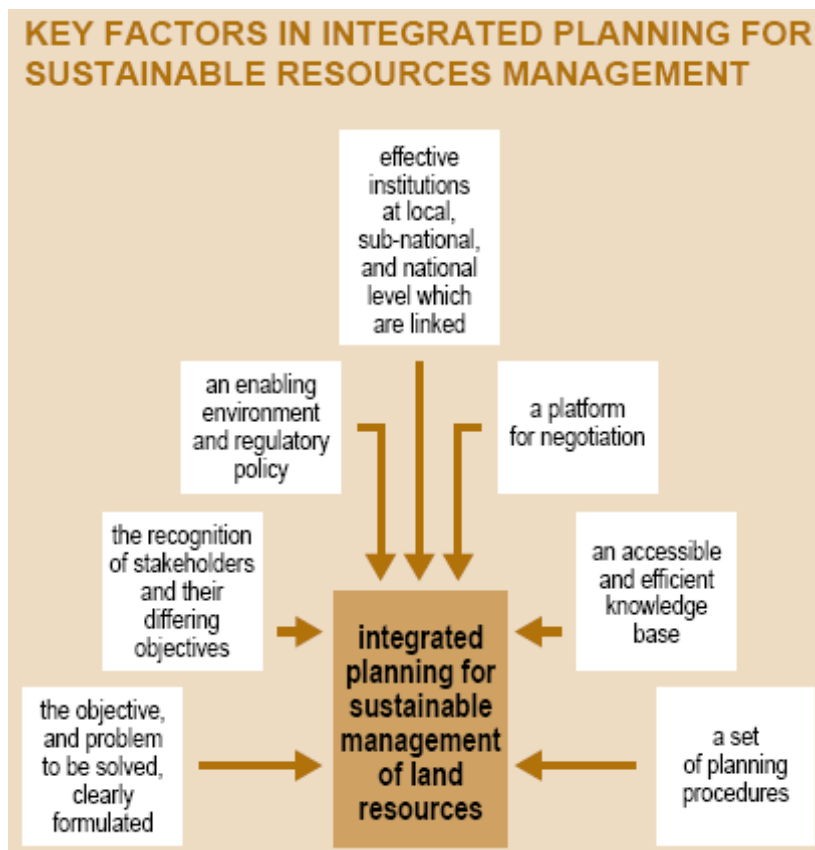 KEY FACTORS IN INTEGRATED PLANNING FOR
SUSTAINABLE RESOURCES MANAGEMENT
effective
institutions
at local,
sub-national,
and national
level which
are linked
an enabling
environment
and regulatory
policy
a platform
for negotiation
the recognition
of stakeholders
and their
differing
objectives
an accessible
and efficient
knowledge
base
integrated
planning for
sustainable
management
of land
resources
the objective,
and problem
to be solved,
clearly
formulated
a set
of planning
procedures